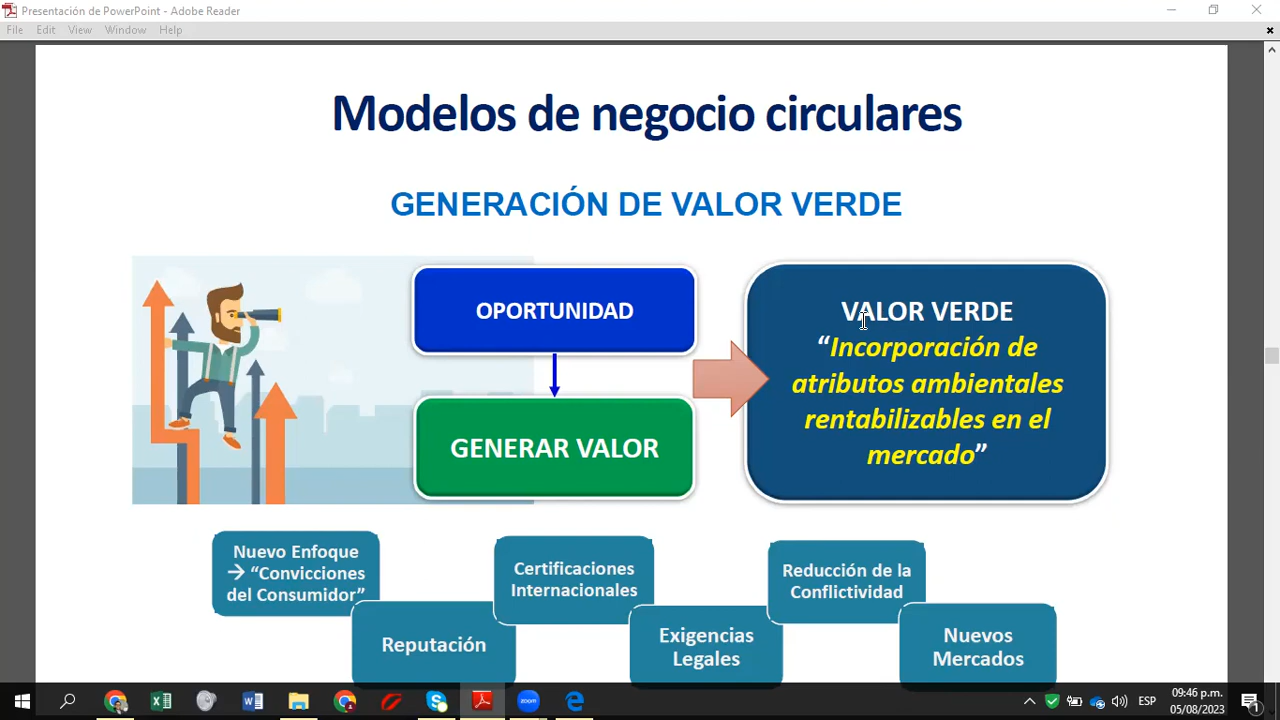 Presentación de PowerPoint - Adobe Reader
File Edit View Window Help
Modelos de negocio circulares
GENERACIÓN DE VALOR VERDE
OPORTUNIDAD
GENERAR VALOR
VALOR VERDE
“Incorporación de
atributos ambientales
rentabilizables en el
mercado”
Nuevo Enfoque
→ “Convicciones
del Consumidor”
Reputación
Certificaciones
Internacionales
Exigencias
Legales
Reducción de la
Conflictividad
Nuevos
Mercados
zoom
ESP
09:46 p.m.
05/08/2023
1